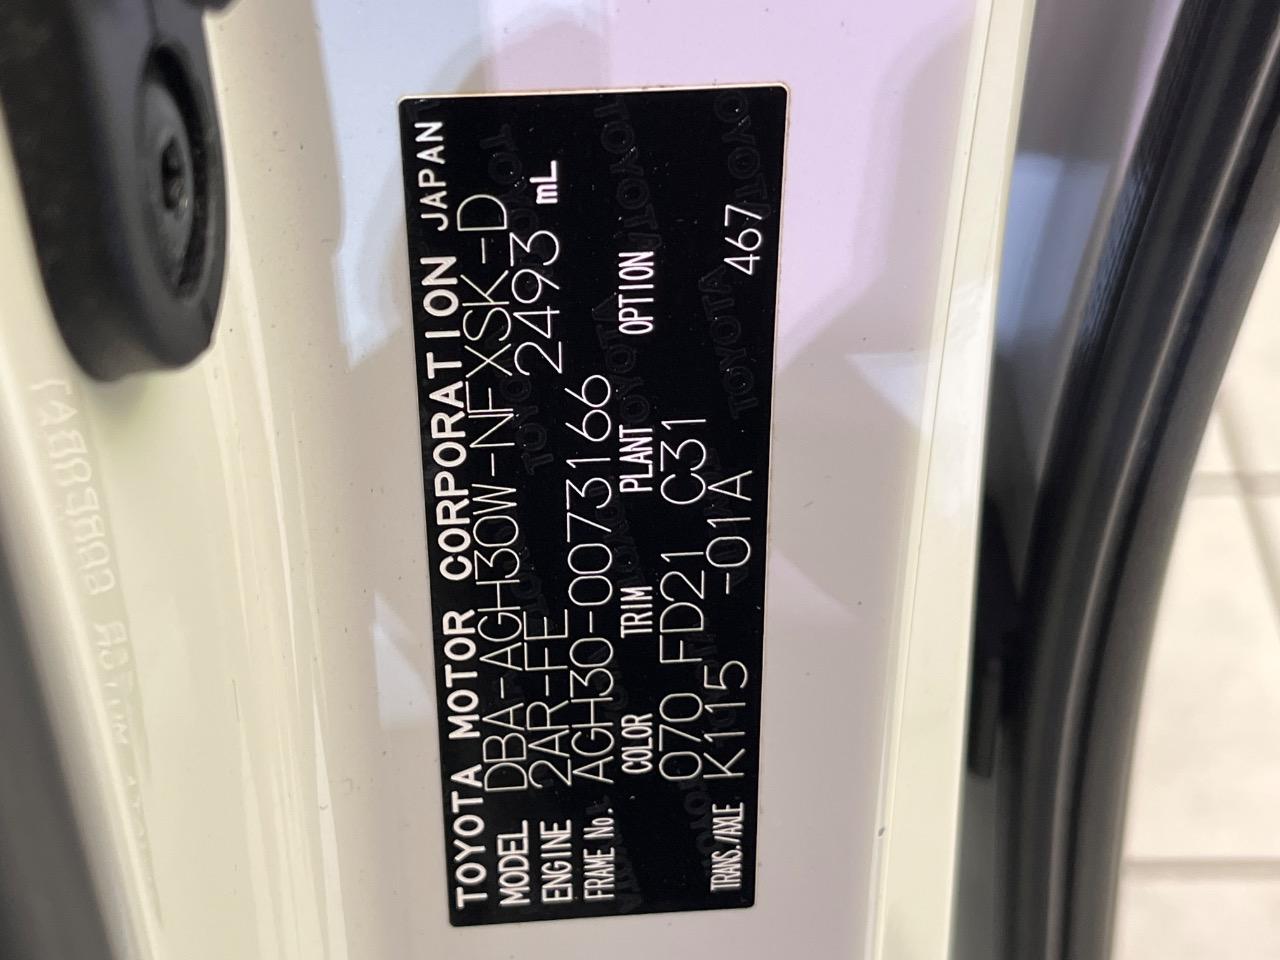 TOYOTA MOTOR CORPORATION JAPAN
MODEL DBA-AGH30W-NFXSK-D
ENGINE 2AR-FE 2493 mL
FRAME No. AGH30-0073166
COLOR TRIM PLANT OPTION
070 FD21 C31
TRANS./AXLE K115 -01A 467